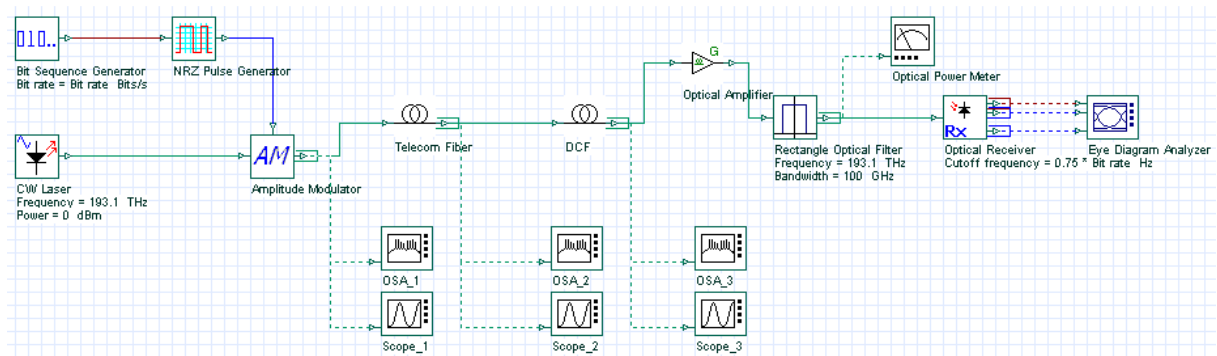 010..
Bit Sequence Generator
Bit rate = Bit rate Bits/s
NRZ Pulse Generator
CW Laser
Frequency = 193.1 THz
Power = 0 dBm
AM
Amplitude Modulator
Telecom Fiber
DCF
G
Optical Amplifier
Optical Power Meter
Rectangle Optical Filter
Frequency = 193.1 THz
Bandwidth = 100 GHz
Rx
Optical Receiver
Cutoff frequency = 0.75 * Bit rate Hz
Eye Diagram Analyzer
OSA_1
OSA_2
OSA_3
Scope_1
Scope_2
Scope_3